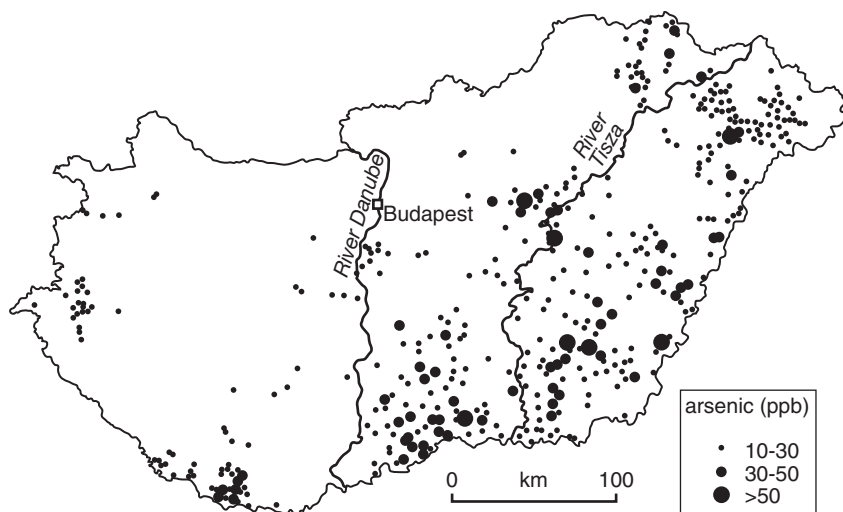 River
Tisza
River Danube
Budapest
arsenic (ppb)
10-30
30-50
>50
0 km 100